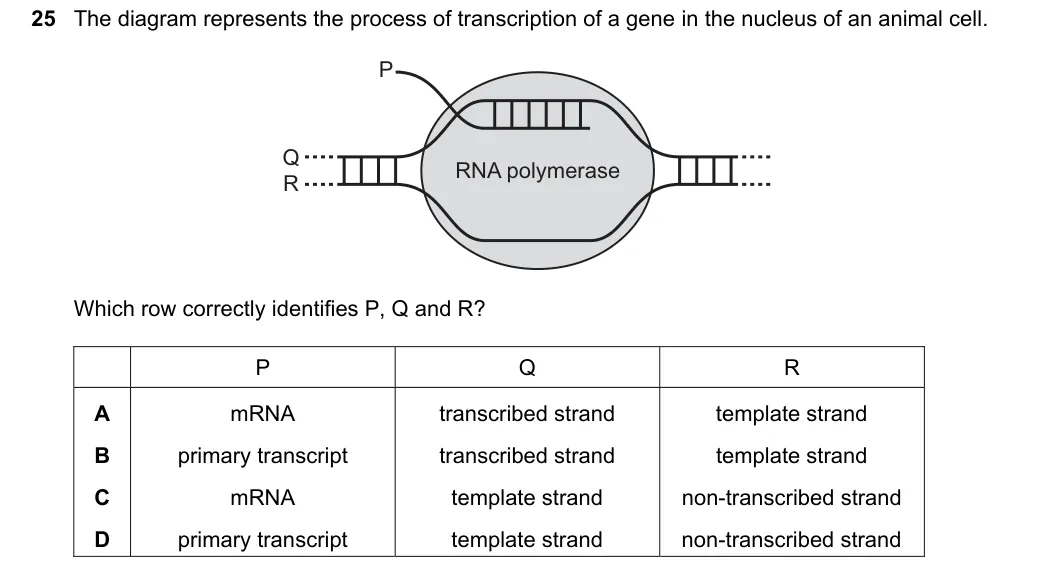 25 The diagram represents the process of transcription of a gene in the nucleus of an animal cell.
P
Q
R
RNA polymerase
Which row correctly identifies P, Q and R?
P Q R
A mRNA transcribed strand template strand
B primary transcript transcribed strand template strand
C mRNA template strand non-transcribed strand
D primary transcript template strand non-transcribed strand